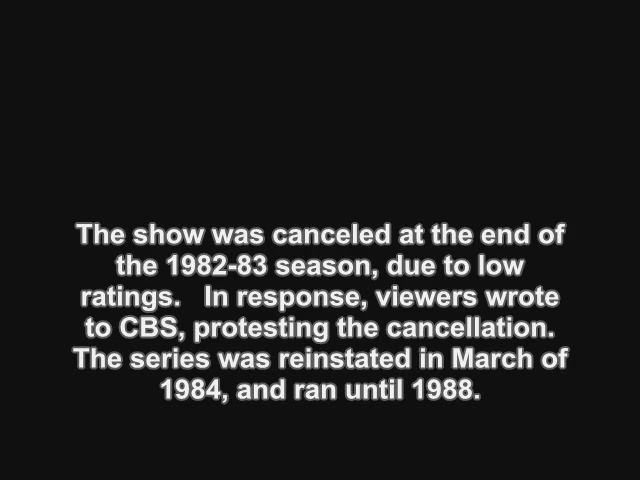 The show was canceled at the end of
the 1982-83 season, due to low
ratings.   In response, viewers wrote
to CBS, protesting the cancellation.
The series was reinstated in March of
1984, and ran until 1988.